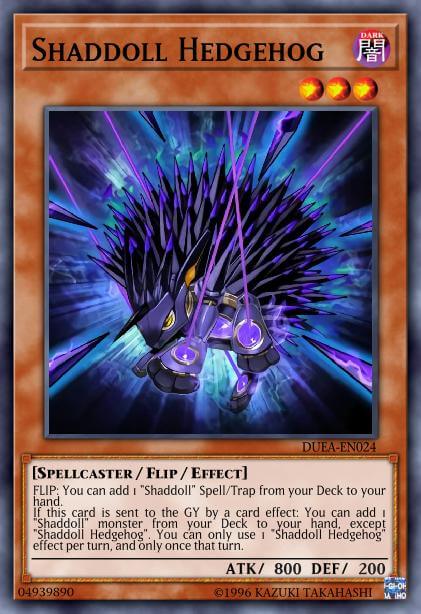 SHADDOLL HEDGEHOG
DARK
闇
DUEA-EN024
[SPELLCASTER / FLIP / EFFECT]
FLIP: You can add 1 "Shaddoll" Spell/Trap from your Deck to your
hand.
If this card is sent to the GY by a card effect: You can add 1
"Shaddoll" monster from your Deck to your hand, except
"Shaddoll Hedgehog". You can only use 1 "Shaddoll Hedgehog"
effect per turn, and only once that turn.
ATK/ 800 DEF/ 200
04939890
©1996 KAZUKI TAKAHASHI